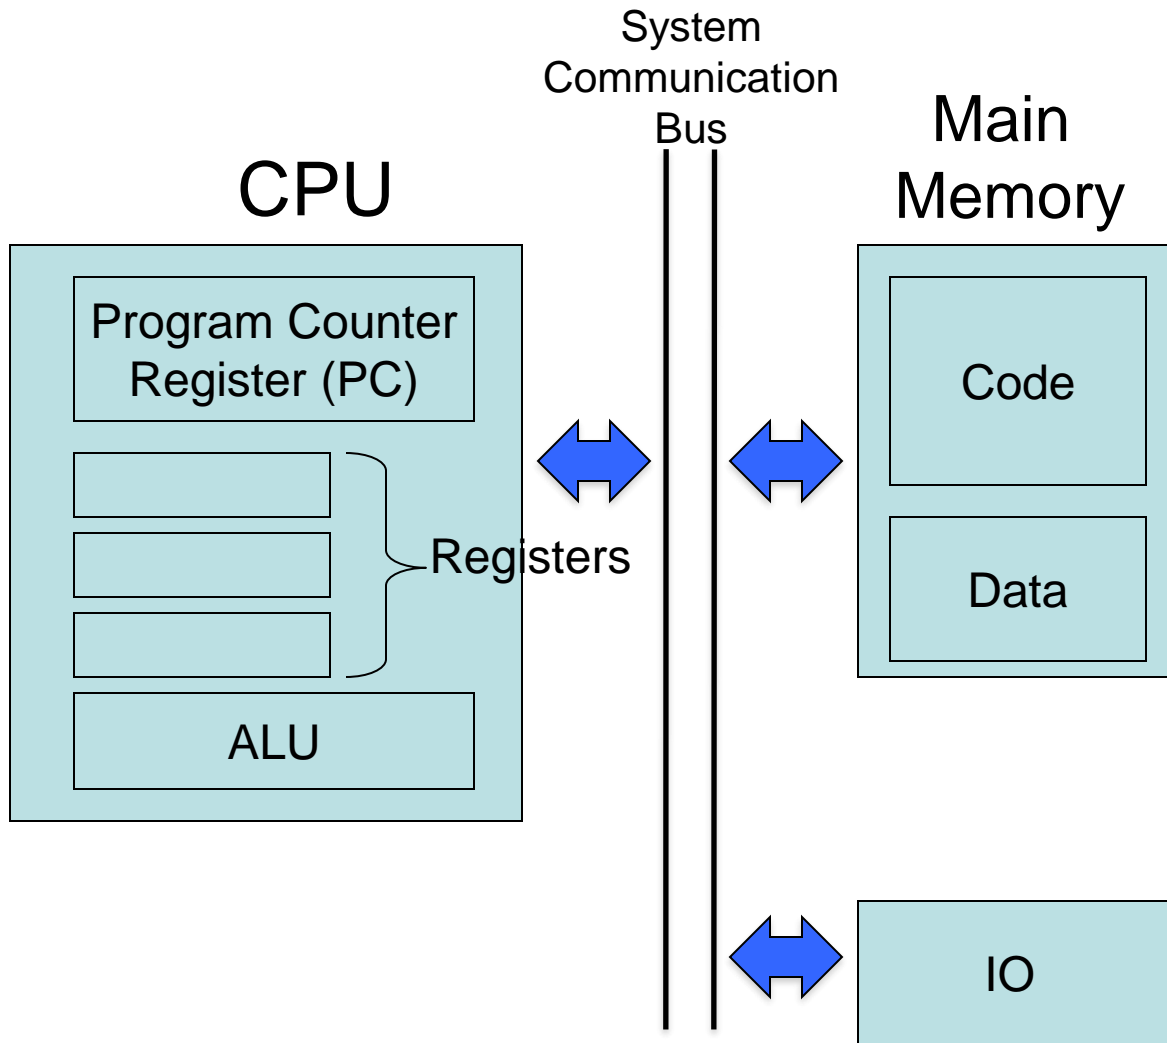 System
Communication
Bus
CPU
Main
Memory
Program Counter
Register (PC)
Registers
ALU
Code
Data
IO